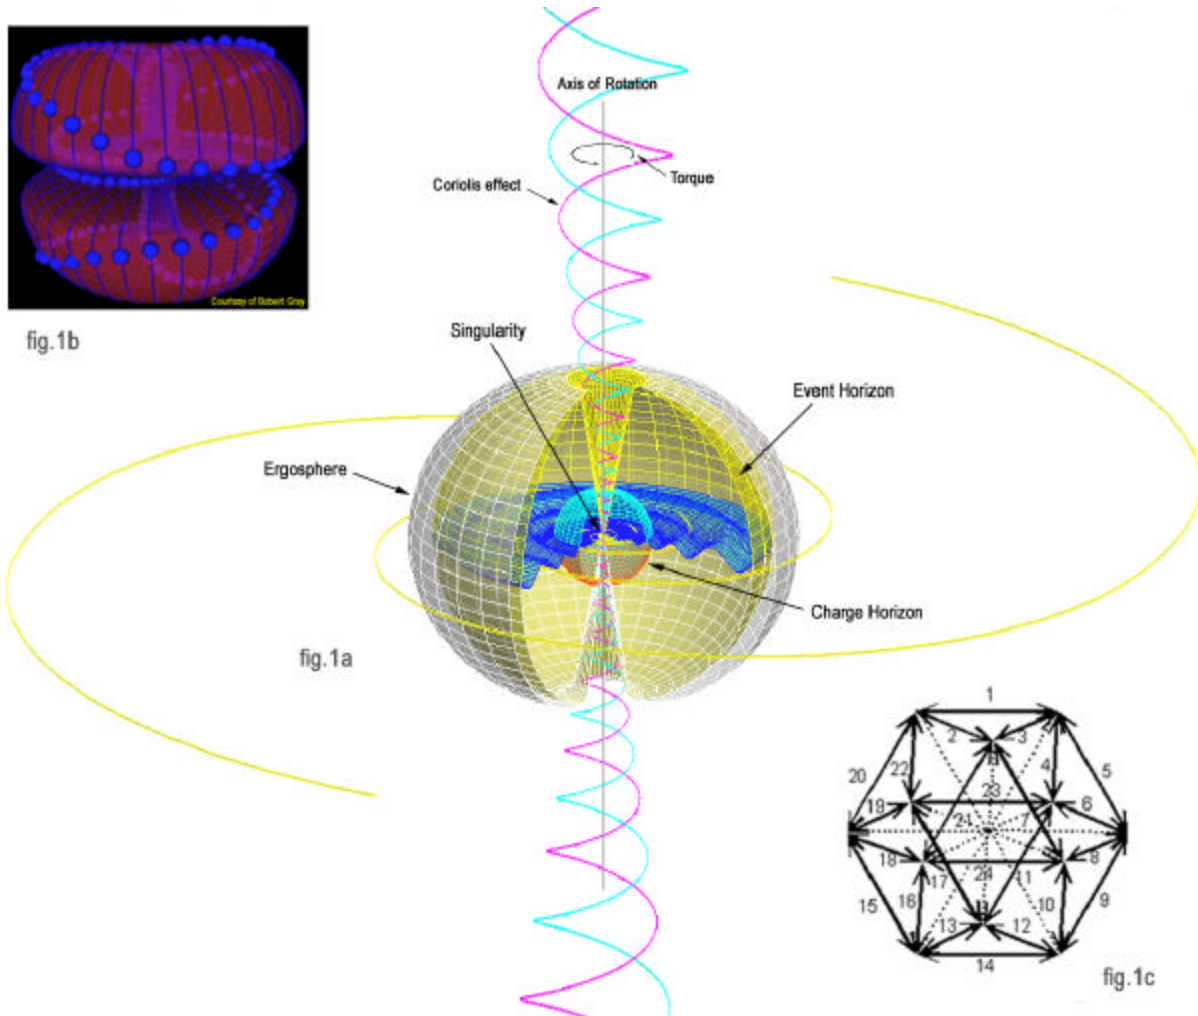 Axis of Rotation
Torque
Coriolis effect
Courtesy of Robert Gray
fig.1b
Singularity
Event Horizon
Ergosphere
Charge Horizon
fig.1a
1
2
3
20
22
4
5
23
19
6
21
7
18
8
17
24
11
15
16
10
9
13
12
14
fig.1c